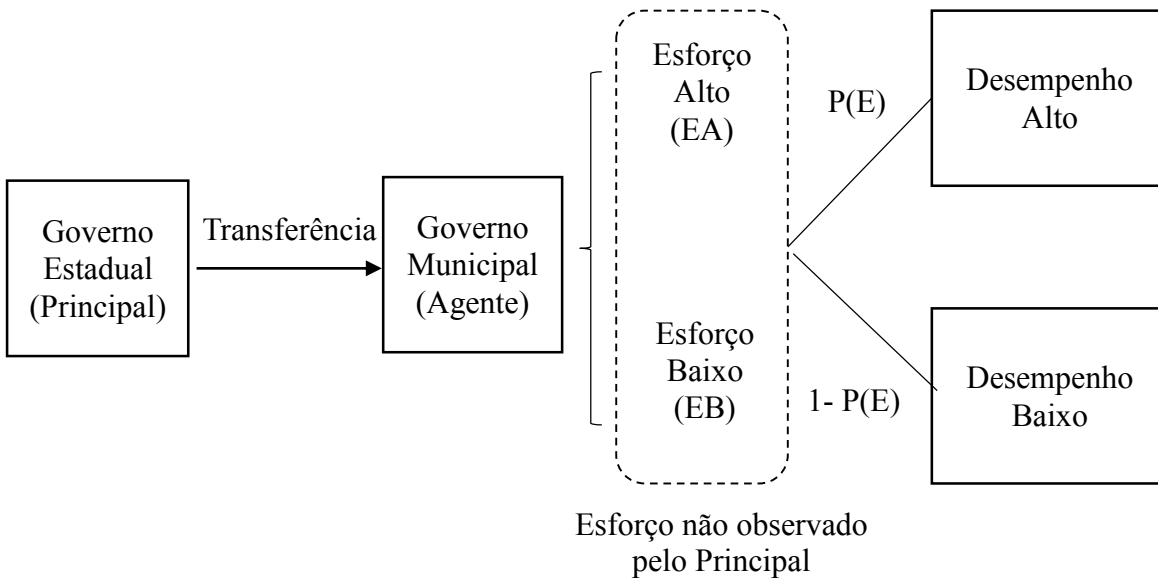 Governo
Estadual
(Principal)
Transferência
Governo
Municipal
(Agente)
Esforço
Alto
(EA)
Esforço
Baixo
(EB)
P(E)
1- P(E)
Desempenho
Alto
Desempenho
Baixo
Esforço não observado
pelo Principal